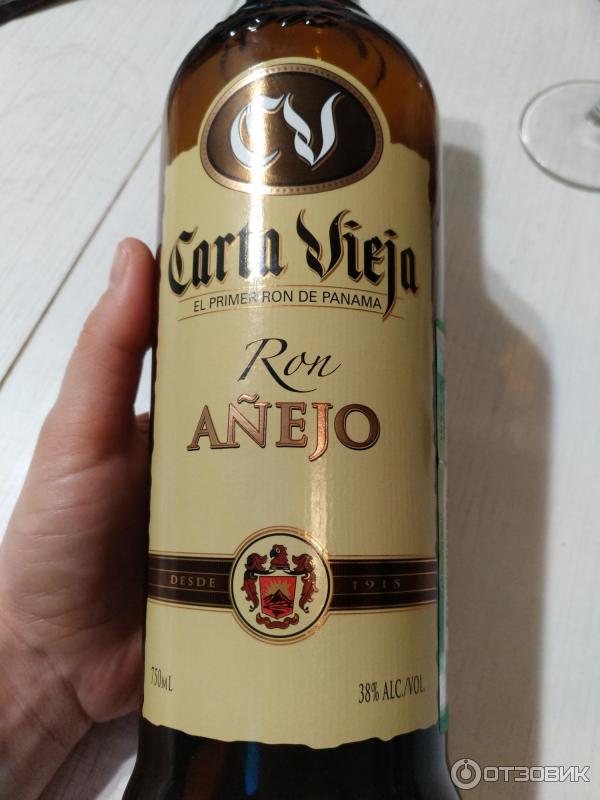 CV
Carta Vieja
EL PRIMER RON DE PANAMA
Ron
AÑEJO
DESDE 1915
750ML 38% ALC./VOL.
ОТЗОВИК